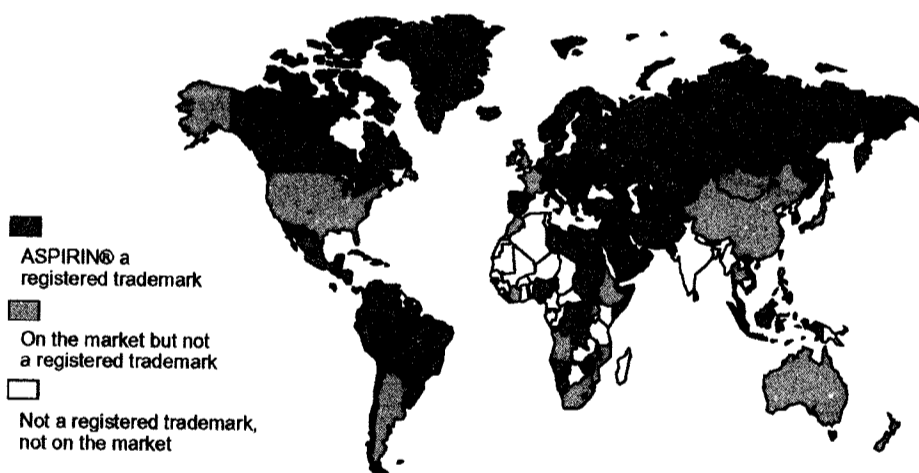 ASPIRIN® a
registered trademark
On the market but not
a registered trademark
Not a registered trademark,
not on the market